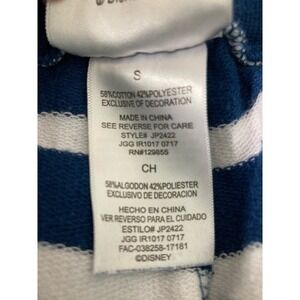 © DISN
S
58%COTTON 42%POLYESTER
EXCLUSIVE OF DECORATION
MADE IN CHINA
SEE REVERSE FOR CARE
STYLE# JP2422
JGG IR1017 0717
RN#129855
CH
58%ALGODON 42%POLIESTER
EXCLUSIVO DE DECORACION
HECHO EN CHINA
VER REVERSO PARA EL CUIDADO
ESTILO# JP2422
JGG IR1017 0717
FAC-038258-17181
©DISNEY